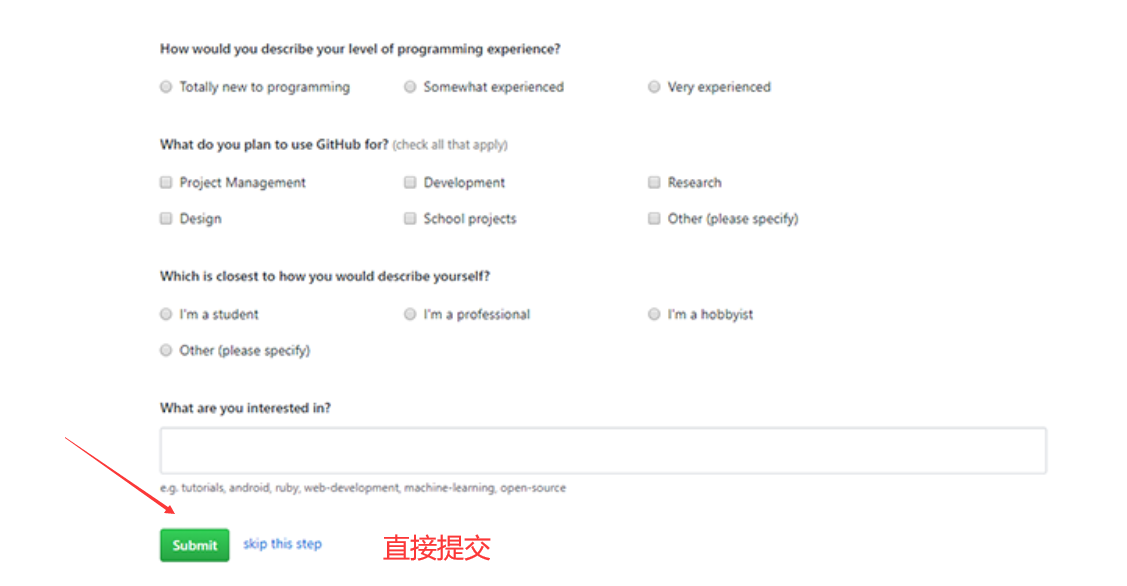 How would you describe your level of programming experience?
Totally new to programming Somewhat experienced Very experienced
What do you plan to use GitHub for? (check all that apply)
Project Management Development Research
Design School projects Other (please specify)
Which is closest to how you would describe yourself?
I'm a student I'm a professional I'm a hobbyist
Other (please specify)
What are you interested in?
e.g. tutorials, android, ruby, web-development, machine-learning, open-source
Submit skip this step 直接提交